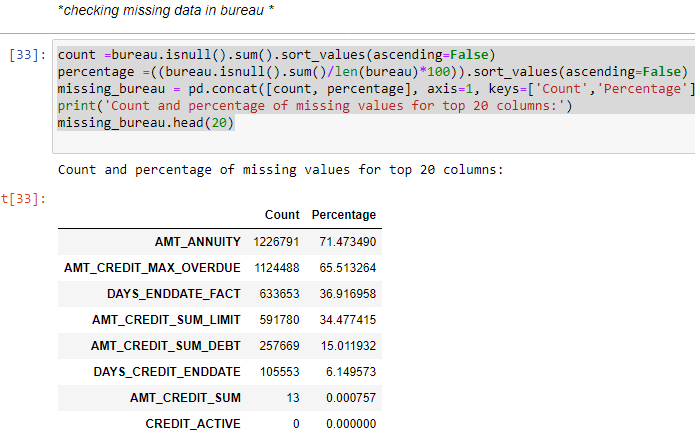 *checking missing data in bureau *
[33]: count =bureau.isnull().sum().sort_values(ascending=False)
percentage =((bureau.isnull().sum()/len(bureau)*100)).sort_values(ascending=False)
missing_bureau = pd.concat([count, percentage], axis=1, keys=['Count','Percentage']
print('Count and percentage of missing values for top 20 columns:')
missing_bureau.head(20)
Count and percentage of missing values for top 20 columns:
t[33]:
Count Percentage
AMT_ANNUITY 1226791 71.473490
AMT_CREDIT_MAX_OVERDUE 1124488 65.513264
DAYS_ENDDATE_FACT 633653 36.916958
AMT_CREDIT_SUM_LIMIT 591780 34.477415
AMT_CREDIT_SUM_DEBT 257669 15.011932
DAYS_CREDIT_ENDDATE 105553 6.149573
AMT_CREDIT_SUM 13 0.000757
CREDIT_ACTIVE 0 0.000000